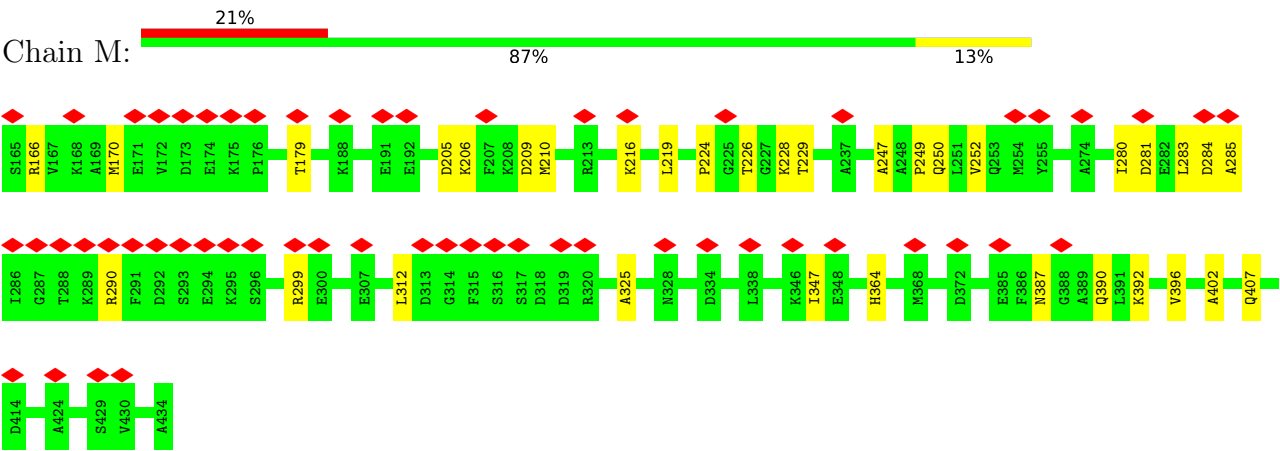 21%
Chain M:
87% 13%
S165 R166 V167 K168 A169 M170 E171 V172 D173 E174 K175 P176 T179 K188 E191 E192 D205 K206 F207 K208 D209 M210 R213 K216 L219 P224 G225 T226 G227 K228 T229 A237 A247 A248 P249 Q250 L251 V252 Q253 M254 Y255 A274 I280 D281 E282 L283 D284 A285
I286 G287 T288 K289 R290 F291 D292 S293 E294 K295 S296 R299 E300 E307 L312 D313 G314 F315 S316 S317 D318 D319 R320 A325 N328 D334 L338 K346 I347 E348 H364 M368 D372 E385 F386 N387 G388 A389 Q390 L391 K392 V396 A402 Q407
D414 A424 S429 V430 A434